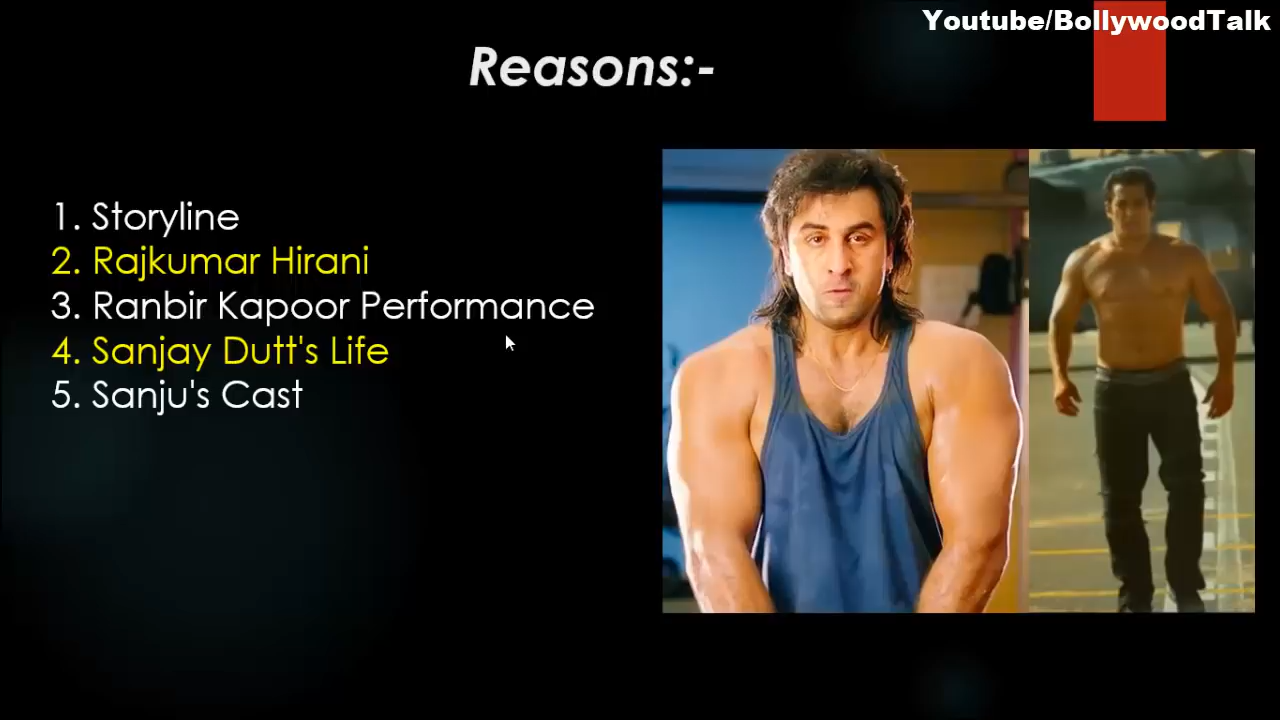 Youtube/BollywoodTalk
Reasons:-
1. Storyline
2. Rajkumar Hirani
3. Ranbir Kapoor Performance
4. Sanjay Dutt's Life
5. Sanju's Cast